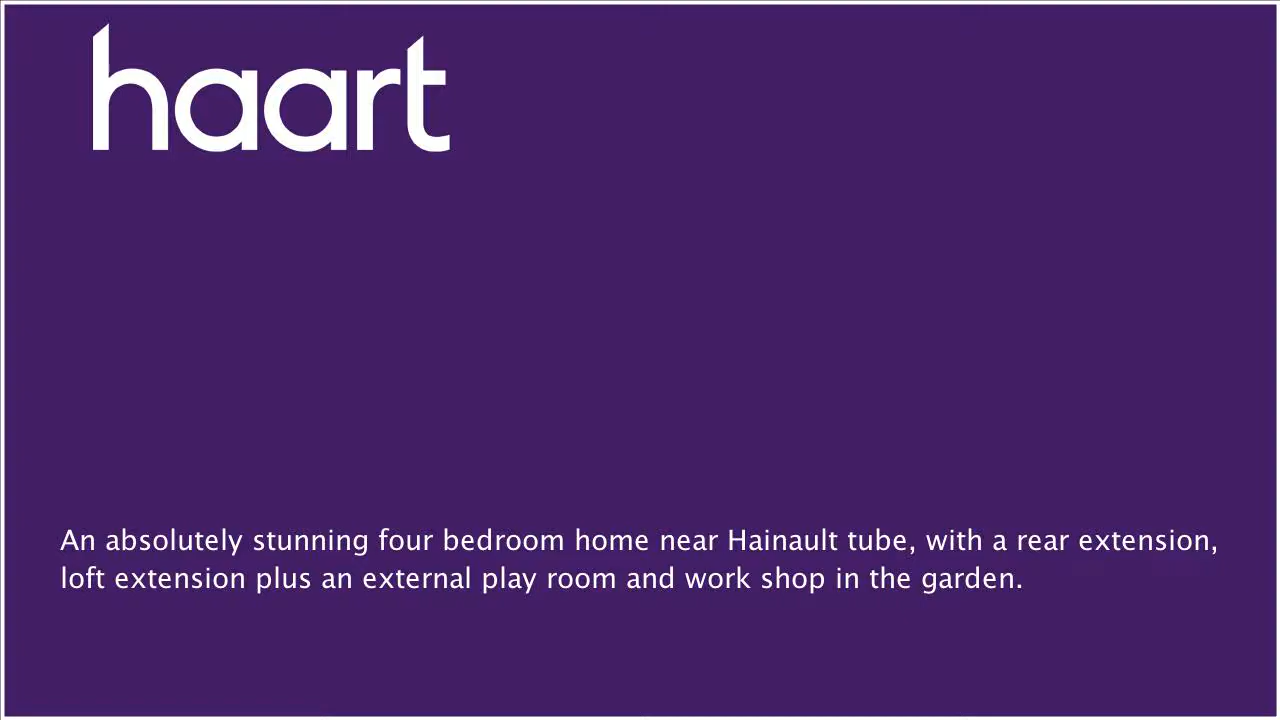 haart
An absolutely stunning four bedroom home near Hainault tube, with a rear extension,
loft extension plus an external play room and work shop in the garden.